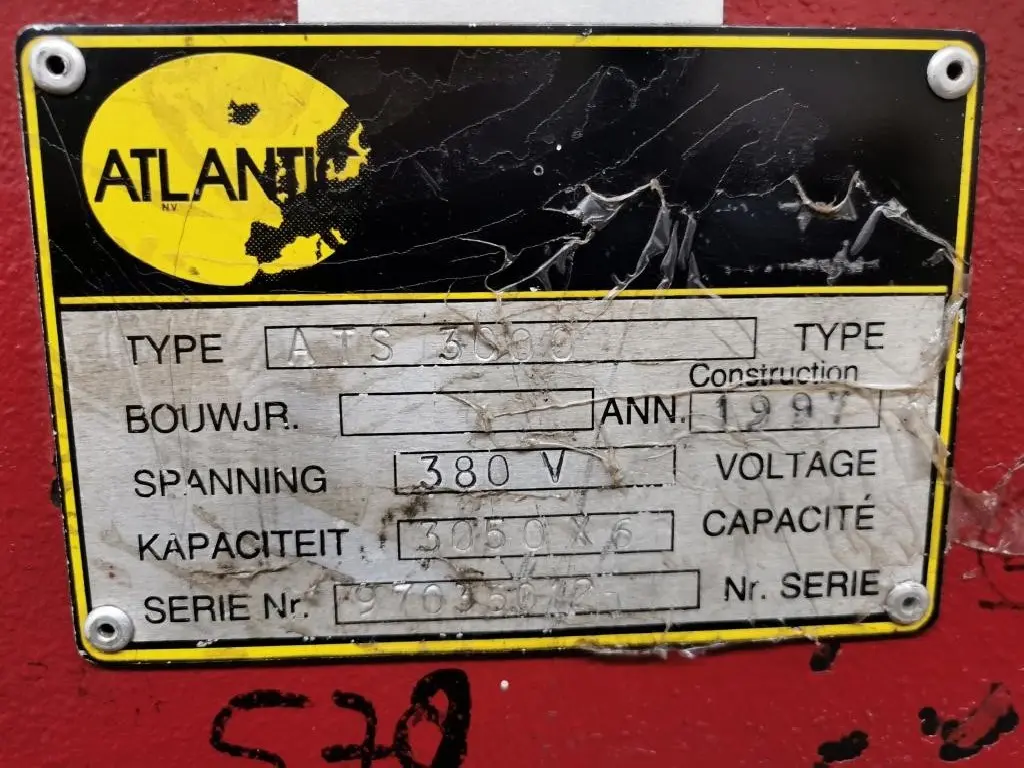 ATLANTIC
N.V.
TYPE ATS 3000 TYPE
Construction
BOUWJR. ANN. 1997
SPANNING 380 V VOLTAGE
KAPACITEIT 3050 X 6 CAPACITÉ
SERIE Nr. Nr. SERIE
570